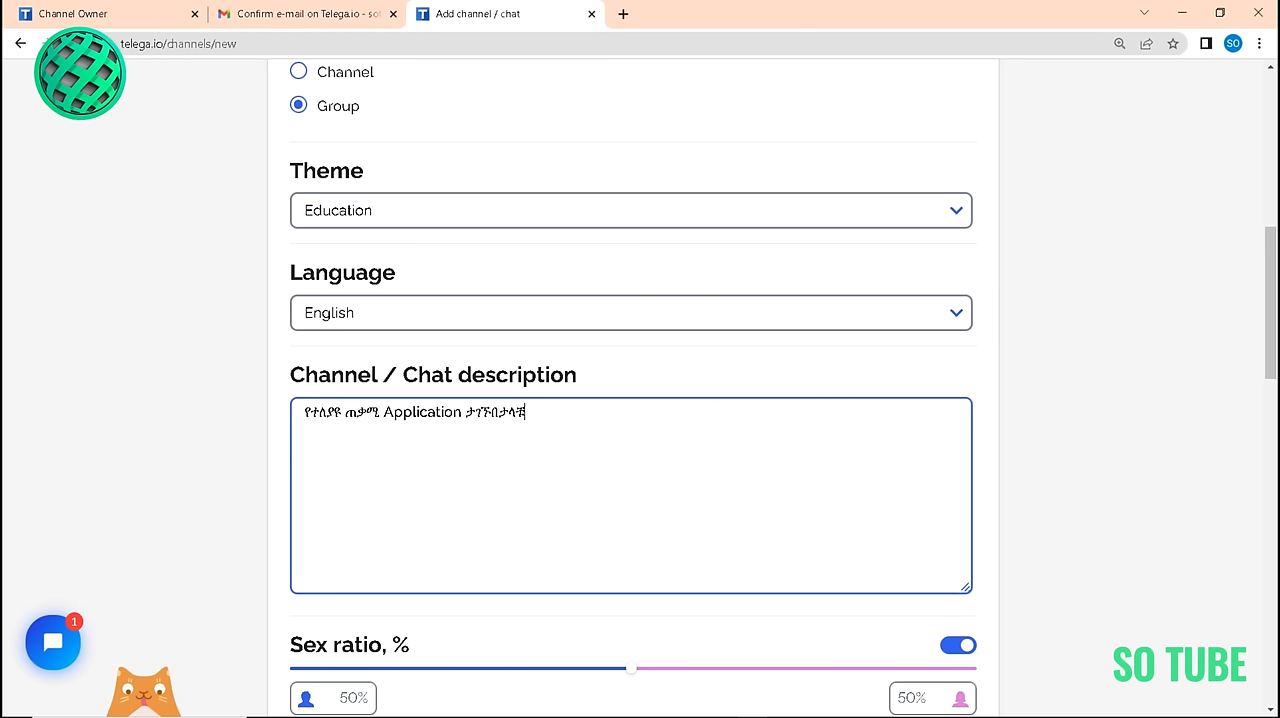 Channel Owner
Confirm e-mail on Telega.io - so
Add channel / chat
telega.io/channels/new
SO
Channel
Group
Theme
Education
Language
English
Channel / Chat description
የተለያዩ ጠቃሚ Application ታገኙበታላቹ
1
Sex ratio, %
50%
50%
SO TUBE